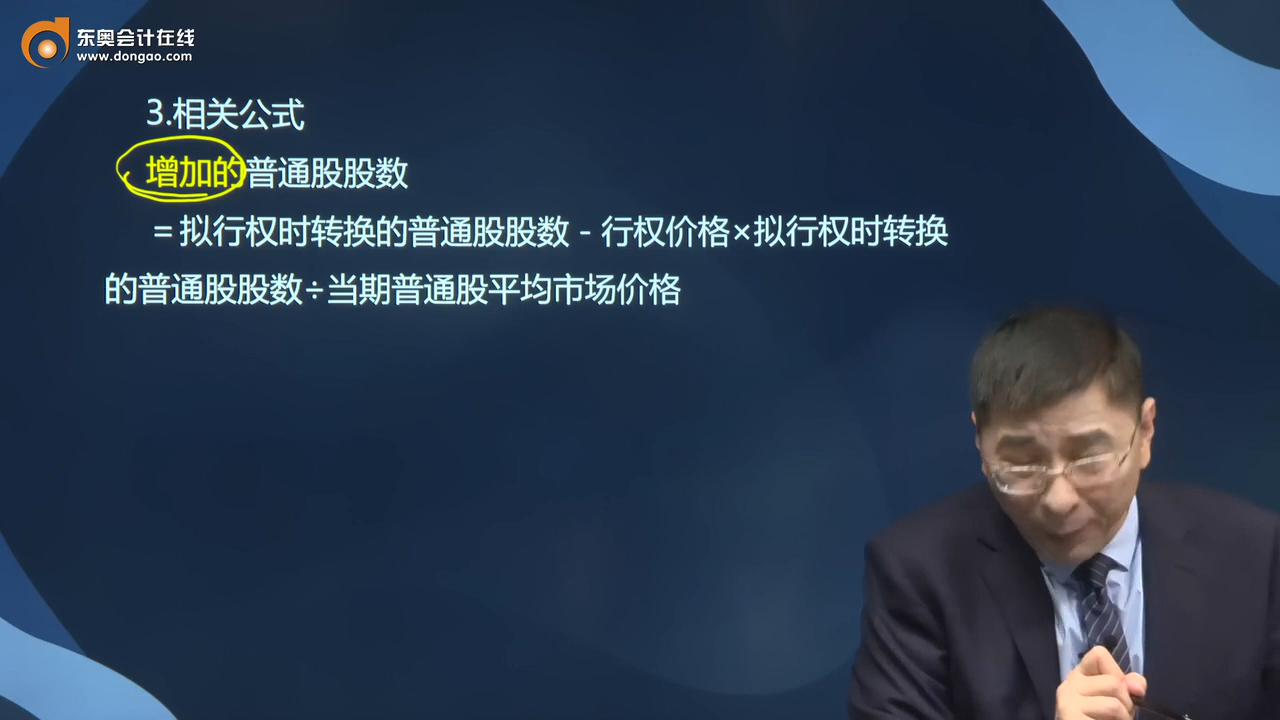 东奥会计在线
www.dongao.com
3.相关公式
增加的普通股股数
=拟行权时转换的普通股股数-行权价格×拟行权时转换
的普通股股数÷当期普通股平均市场价格